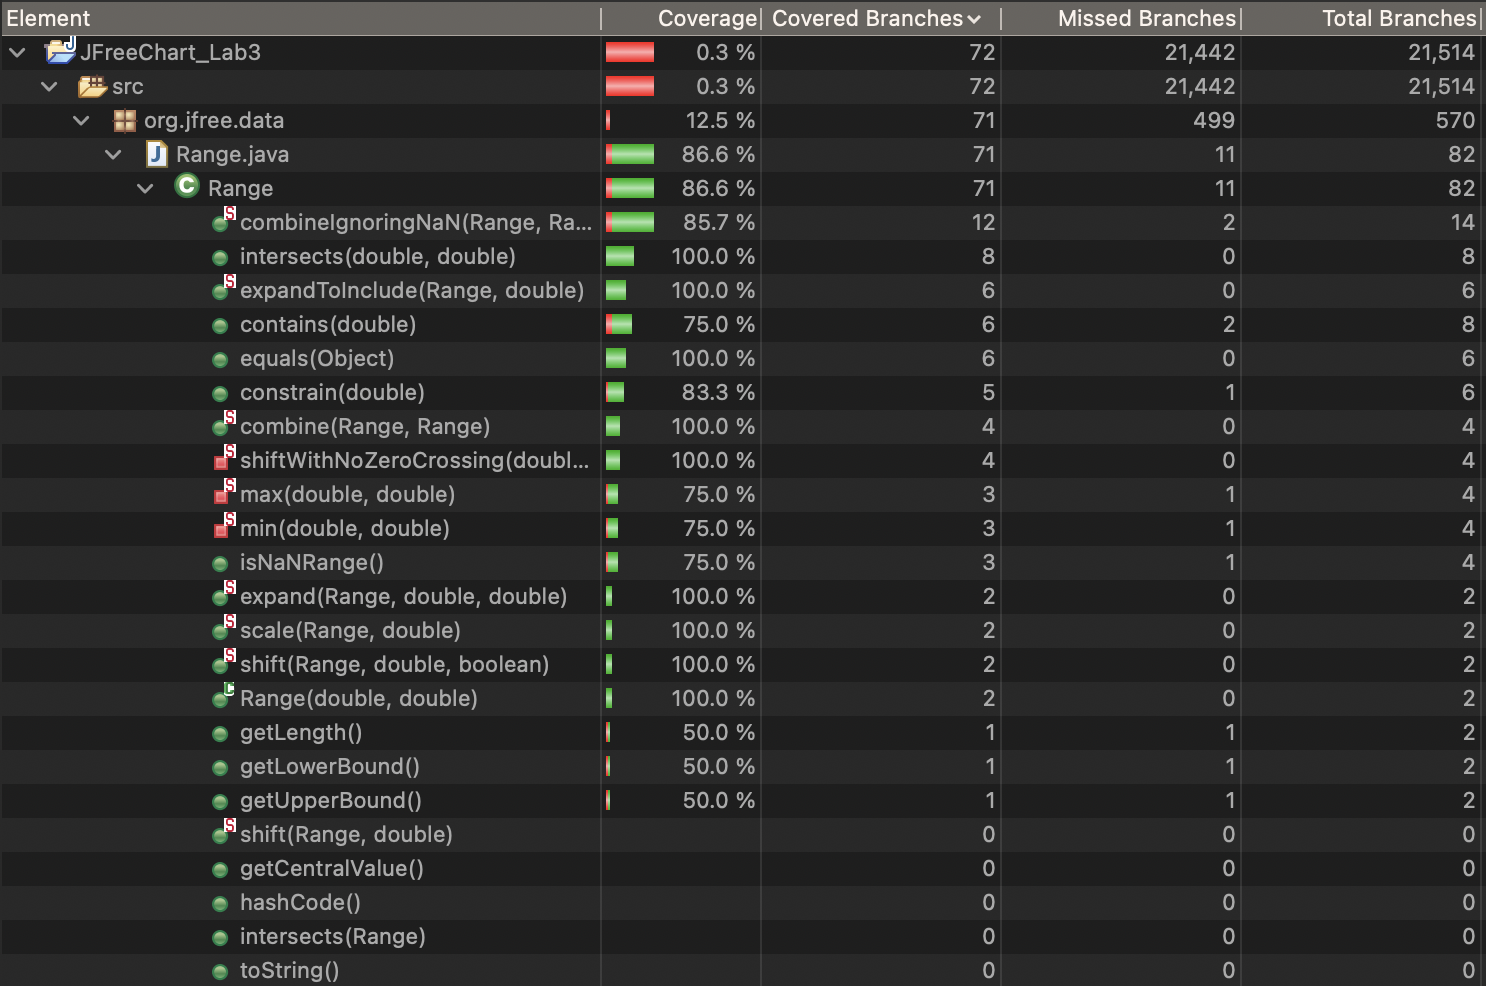 Element Coverage Covered Branches Missed Branches Total Branches
JFreeChart_Lab3 0.3 % 72 21,442 21,514
src 0.3 % 72 21,442 21,514
org.jfree.data 12.5 % 71 499 570
Range.java 86.6 % 71 11 82
Range 86.6 % 71 11 82
combineIgnoringNaN(Range, Ra... 85.7 % 12 2 14
intersects(double, double) 100.0 % 8 0 8
expandToInclude(Range, double) 100.0 % 6 0 6
contains(double) 75.0 % 6 2 8
equals(Object) 100.0 % 6 0 6
constrain(double) 83.3 % 5 1 6
combine(Range, Range) 100.0 % 4 0 4
shiftWithNoZeroCrossing(doubl... 100.0 % 4 0 4
max(double, double) 75.0 % 3 1 4
min(double, double) 75.0 % 3 1 4
isNaNRange() 75.0 % 3 1 4
expand(Range, double, double) 100.0 % 2 0 2
scale(Range, double) 100.0 % 2 0 2
shift(Range, double, boolean) 100.0 % 2 0 2
Range(double, double) 100.0 % 2 0 2
getLength() 50.0 % 1 1 2
getLowerBound() 50.0 % 1 1 2
getUpperBound() 50.0 % 1 1 2
shift(Range, double) 0 0 0
getCentralValue() 0 0 0
hashCode() 0 0 0
intersects(Range) 0 0 0
toString() 0 0 0